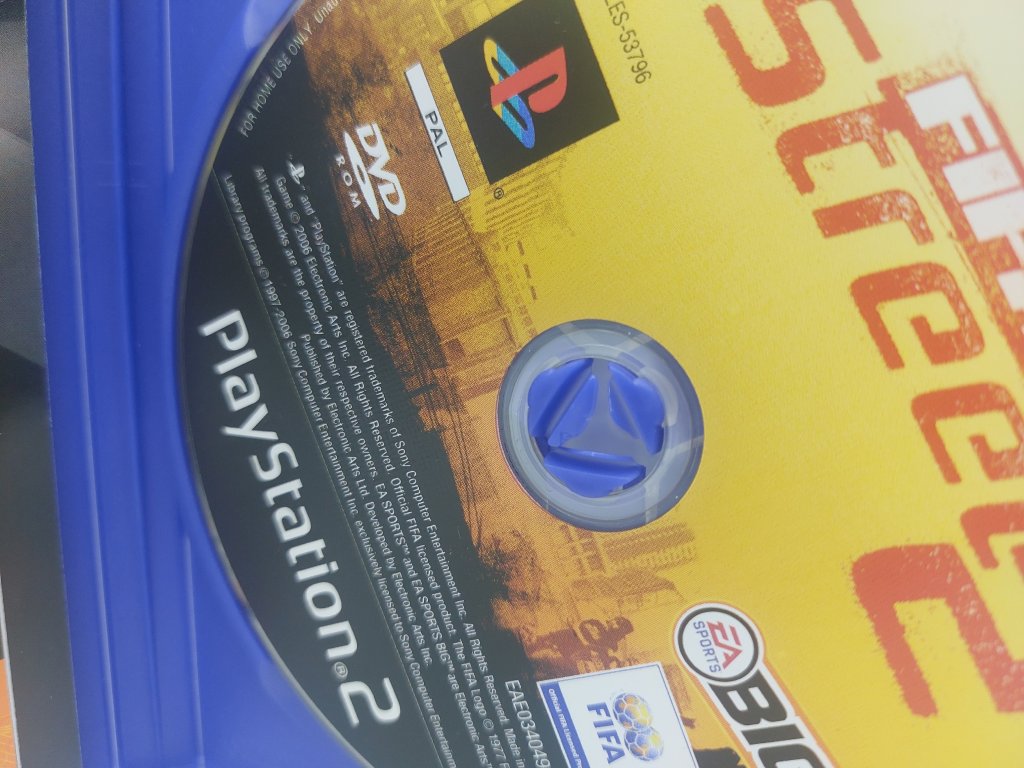 FIFA
Street 2
LES-53796
PAL
®
DVD
ROM
EA
SPORTS
BIG
FIFA
Official FIFA Licensed
EAE034049
FOR HOME USE ONLY
and "PlayStation" are registered trademarks of Sony Computer Entertainment Inc. All Rights Reserved. Made in
Game © 2006 Electronic Arts Inc. All Rights Reserved. Official FIFA licensed product. The FIFA Logo © 1977 F
All trademarks are the property of their respective owners. EA SPORTS™ and EA SPORTS BIG™ are Electronic Arts
Published by Electronic Arts Ltd. Developed by Electronic Arts Inc.
Library programs © 1997-2006 Sony Computer Entertainment Inc. exclusively licensed to Sony Computer Entertain
PlayStation®2